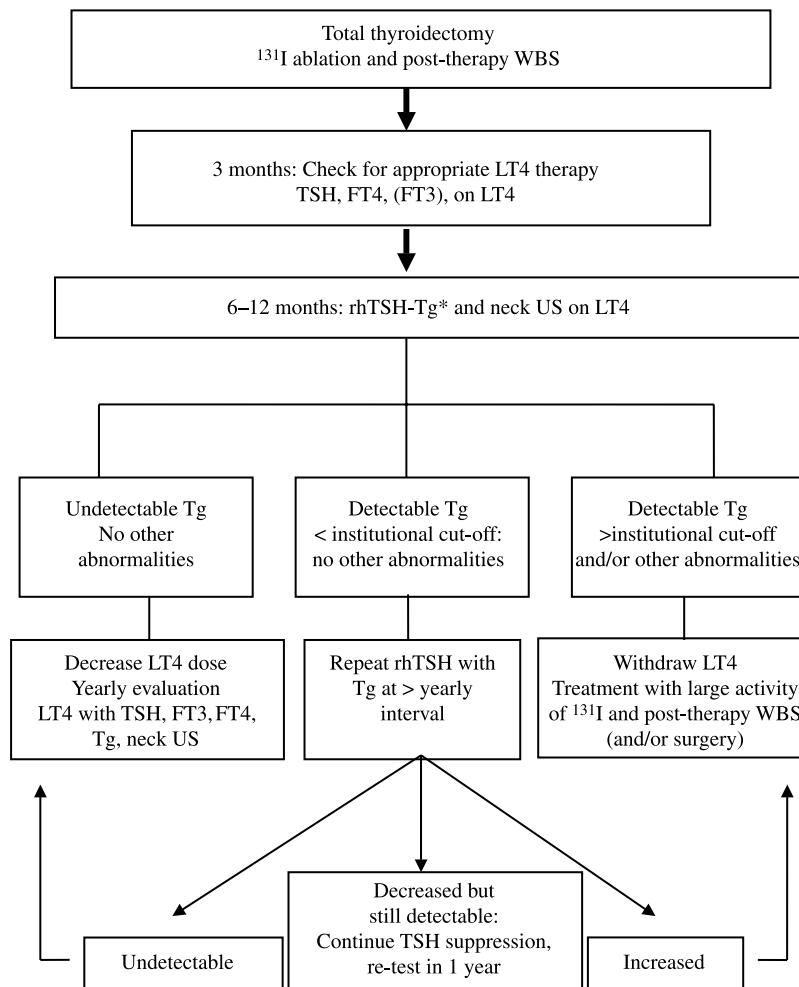 Total thyroidectomy
¹³¹I ablation and post-therapy WBS
3 months: Check for appropriate LT4 therapy
TSH, FT4, (FT3), on LT4
6–12 months: rhTSH-Tg* and neck US on LT4
Undetectable Tg
No other
abnormalities
Detectable Tg
< institutional cut-off:
no other abnormalities
Detectable Tg
>institutional cut-off
and/or other abnormalities
Decrease LT4 dose
Yearly evaluation
LT4 with TSH, FT3, FT4,
Tg, neck US
Repeat rhTSH with
Tg at > yearly
interval
Withdraw LT4
Treatment with large activity
of ¹³¹I and post-therapy WBS
(and/or surgery)
Undetectable
Decreased but
still detectable:
Continue TSH suppression,
re-test in 1 year
Increased